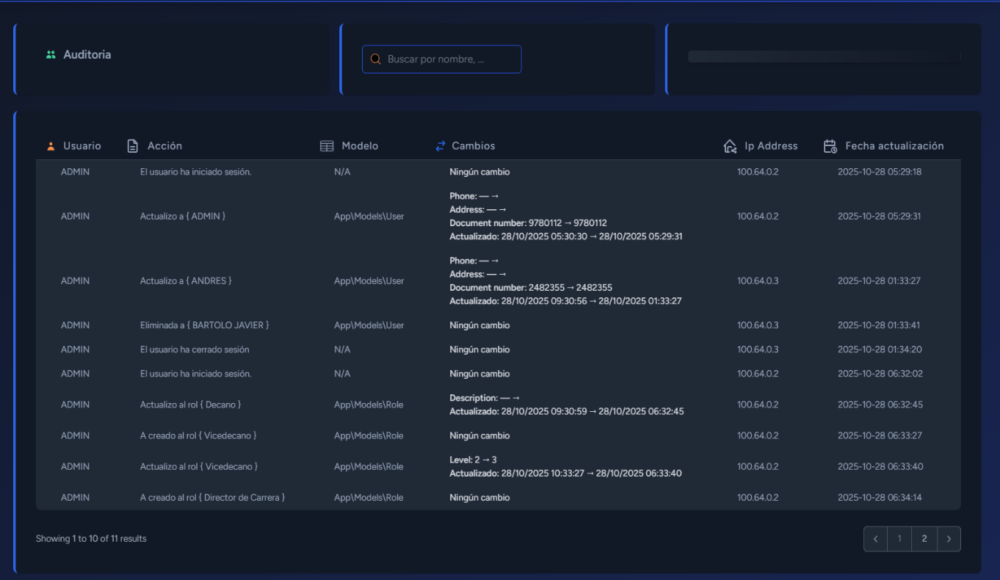 Auditoria
Buscar por nombre, ...
Usuario Acción Modelo Cambios Ip Address Fecha actualización
ADMIN El usuario ha iniciado sesión. N/A Ningún cambio 100.64.0.2 2025-10-28 05:29:18
Phone: — →
Address: — →
ADMIN Actualizo a { ADMIN } App\Models\User 100.64.0.2 2025-10-28 05:29:31
Document number: 9780112 → 9780112
Actualizado: 28/10/2025 05:30:30 → 28/10/2025 05:29:31
Phone: — →
Address: — →
ADMIN Actualizo a { ANDRES } App\Models\User 100.64.0.3 2025-10-28 01:33:27
Document number: 2482355 → 2482355
Actualizado: 28/10/2025 09:30:56 → 28/10/2025 01:33:27
ADMIN Eliminada a { BARTOLO JAVIER } App\Models\User Ningún cambio 100.64.0.3 2025-10-28 01:33:41
ADMIN El usuario ha cerrado sesión N/A Ningún cambio 100.64.0.3 2025-10-28 01:34:20
ADMIN El usuario ha iniciado sesión. N/A Ningún cambio 100.64.0.2 2025-10-28 06:32:02
Description: — →
ADMIN Actualizo al rol { Decano } App\Models\Role 100.64.0.2 2025-10-28 06:32:45
Actualizado: 28/10/2025 09:30:59 → 28/10/2025 06:32:45
ADMIN A creado al rol { Vicedecano } App\Models\Role Ningún cambio 100.64.0.2 2025-10-28 06:33:27
Level: 2 → 3
ADMIN Actualizo al rol { Vicedecano } App\Models\Role 100.64.0.2 2025-10-28 06:33:40
Actualizado: 28/10/2025 10:33:27 → 28/10/2025 06:33:40
ADMIN A creado al rol { Director de Carrera } App\Models\Role Ningún cambio 100.64.0.2 2025-10-28 06:34:14
Showing 1 to 10 of 11 results
1 2